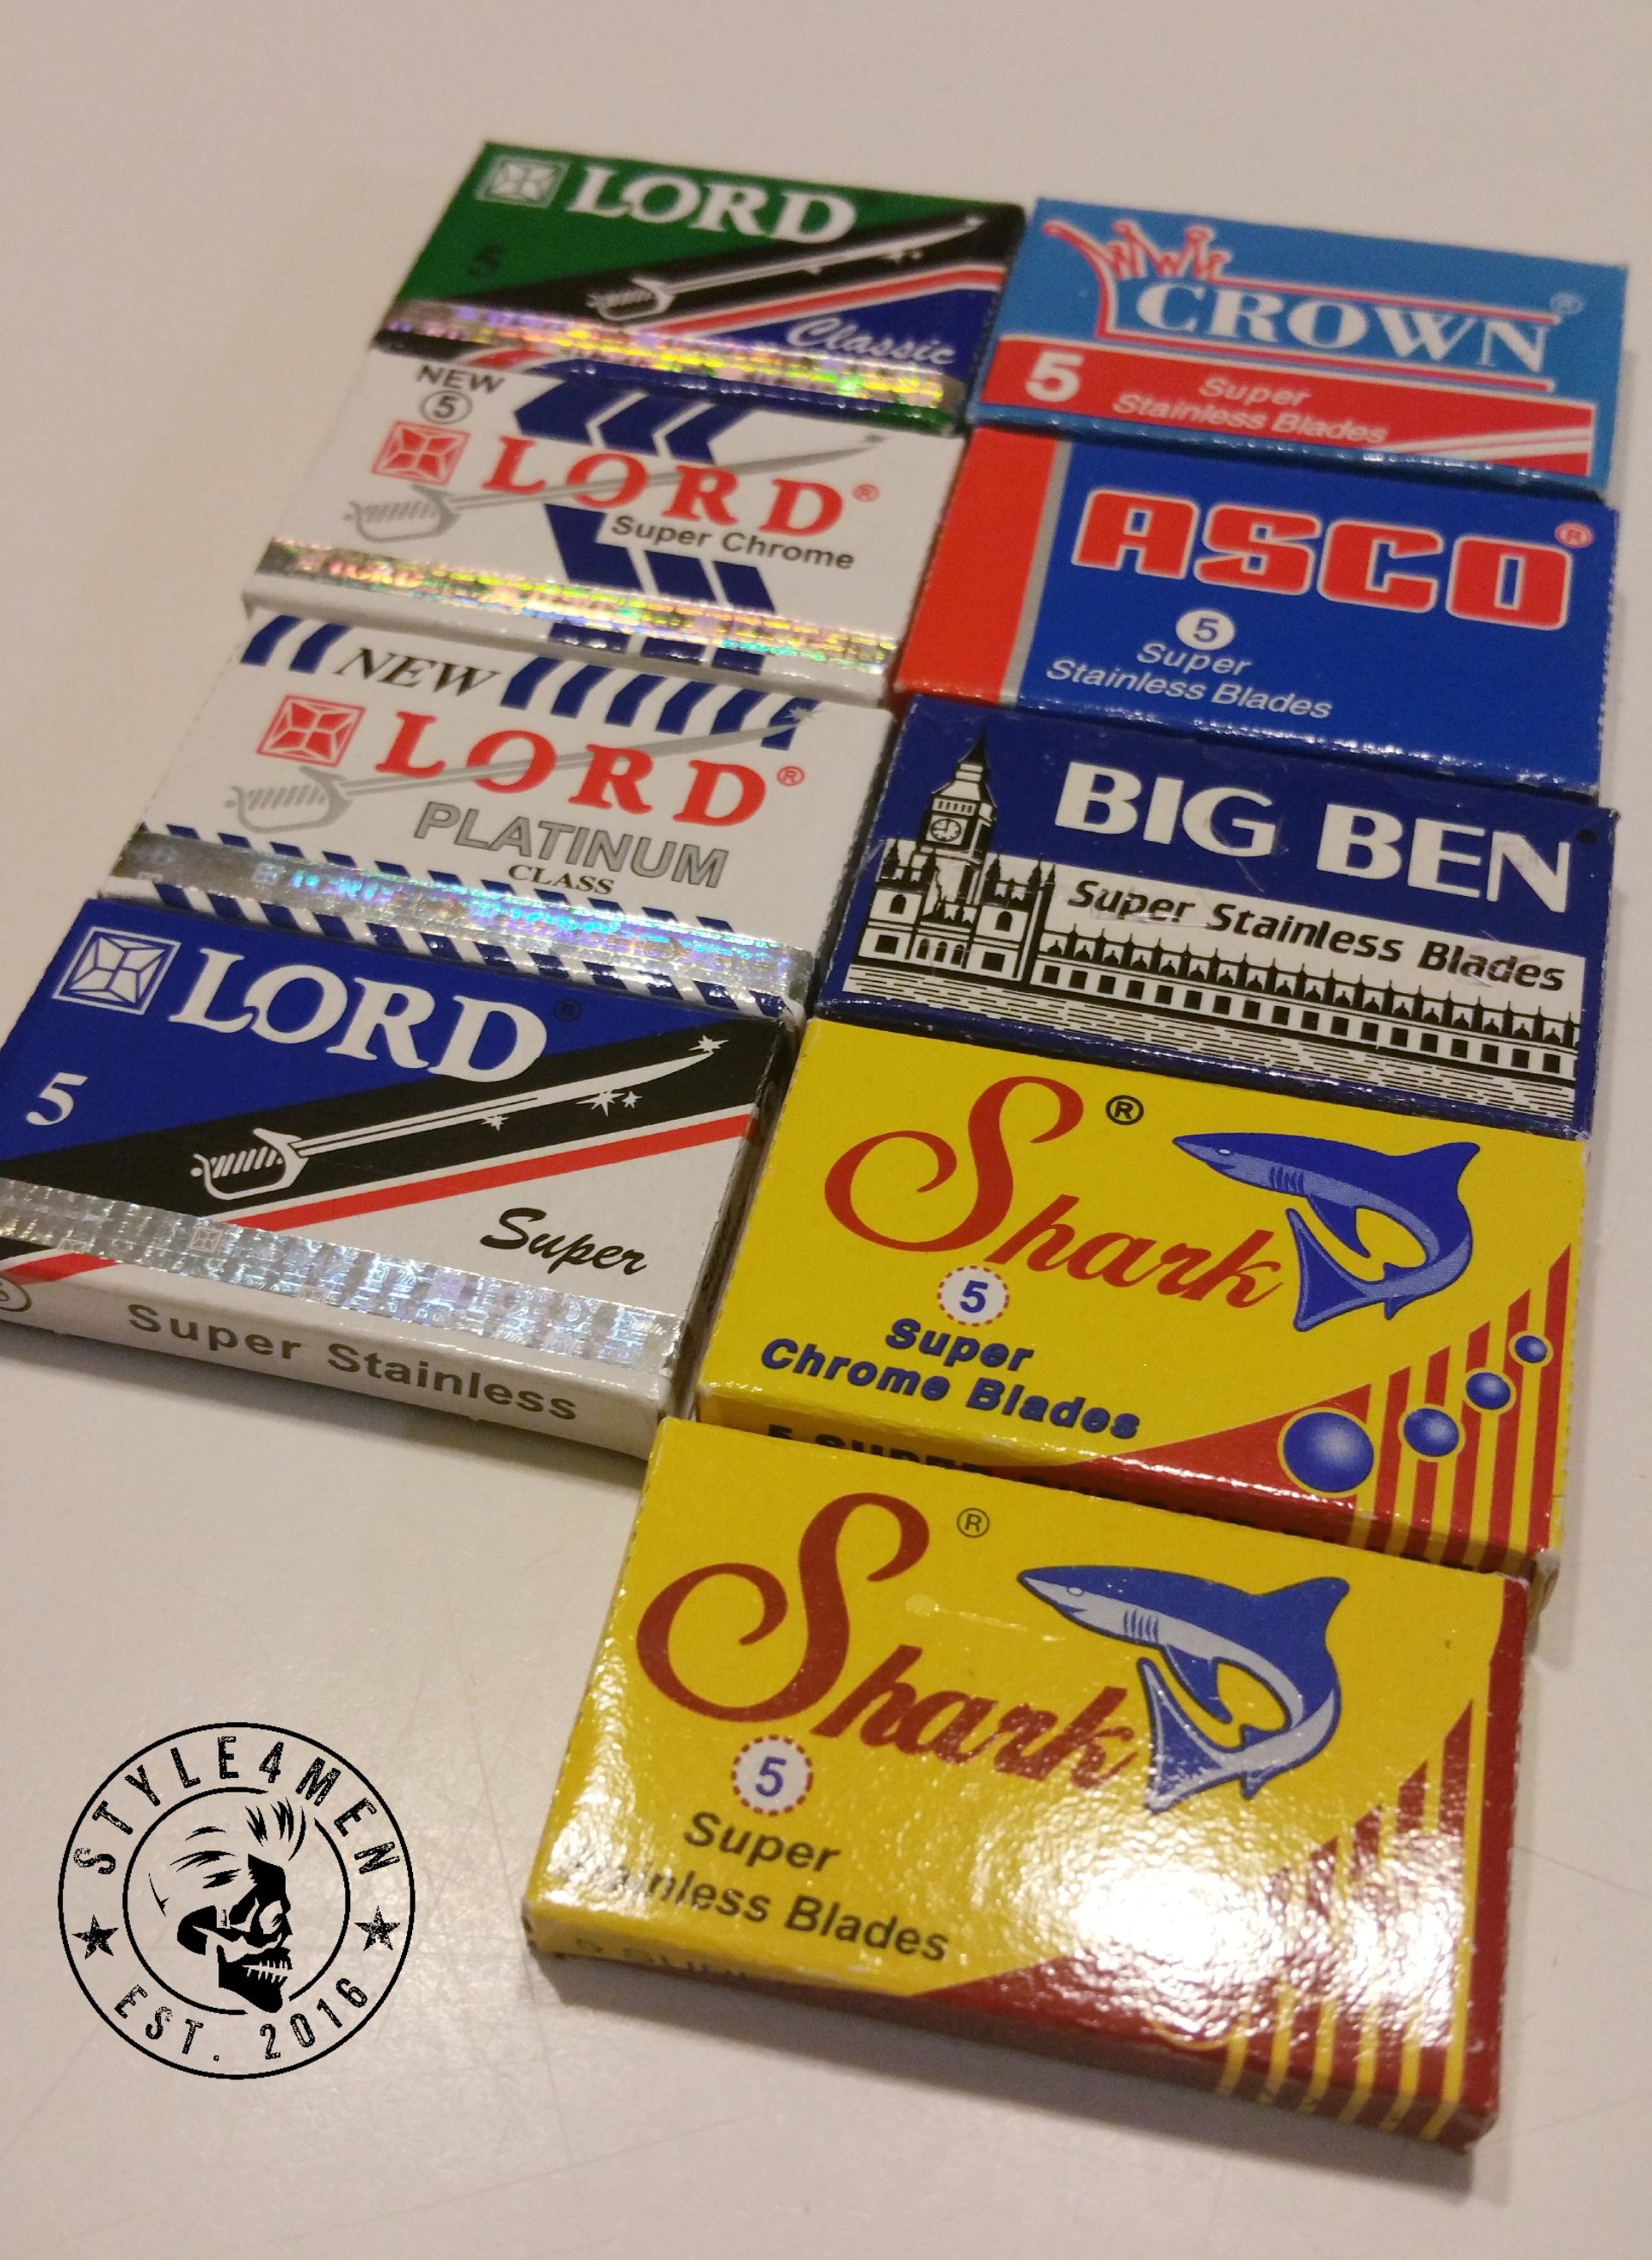 LORD
5
Classic
NEW
5
LORD®
Super Chrome
NEW
LORD®
PLATINUM
CLASS
LORD®
5
Super
Super Stainless
CROWN®
5
Super
Stainless Blades
ASCO®
5
Super
Stainless Blades
BIG BEN
Super Stainless Blades
Shark®
5
Super
Chrome Blades
Shark®
5
Super
Stainless Blades
STYLE4MEN
EST. 2016